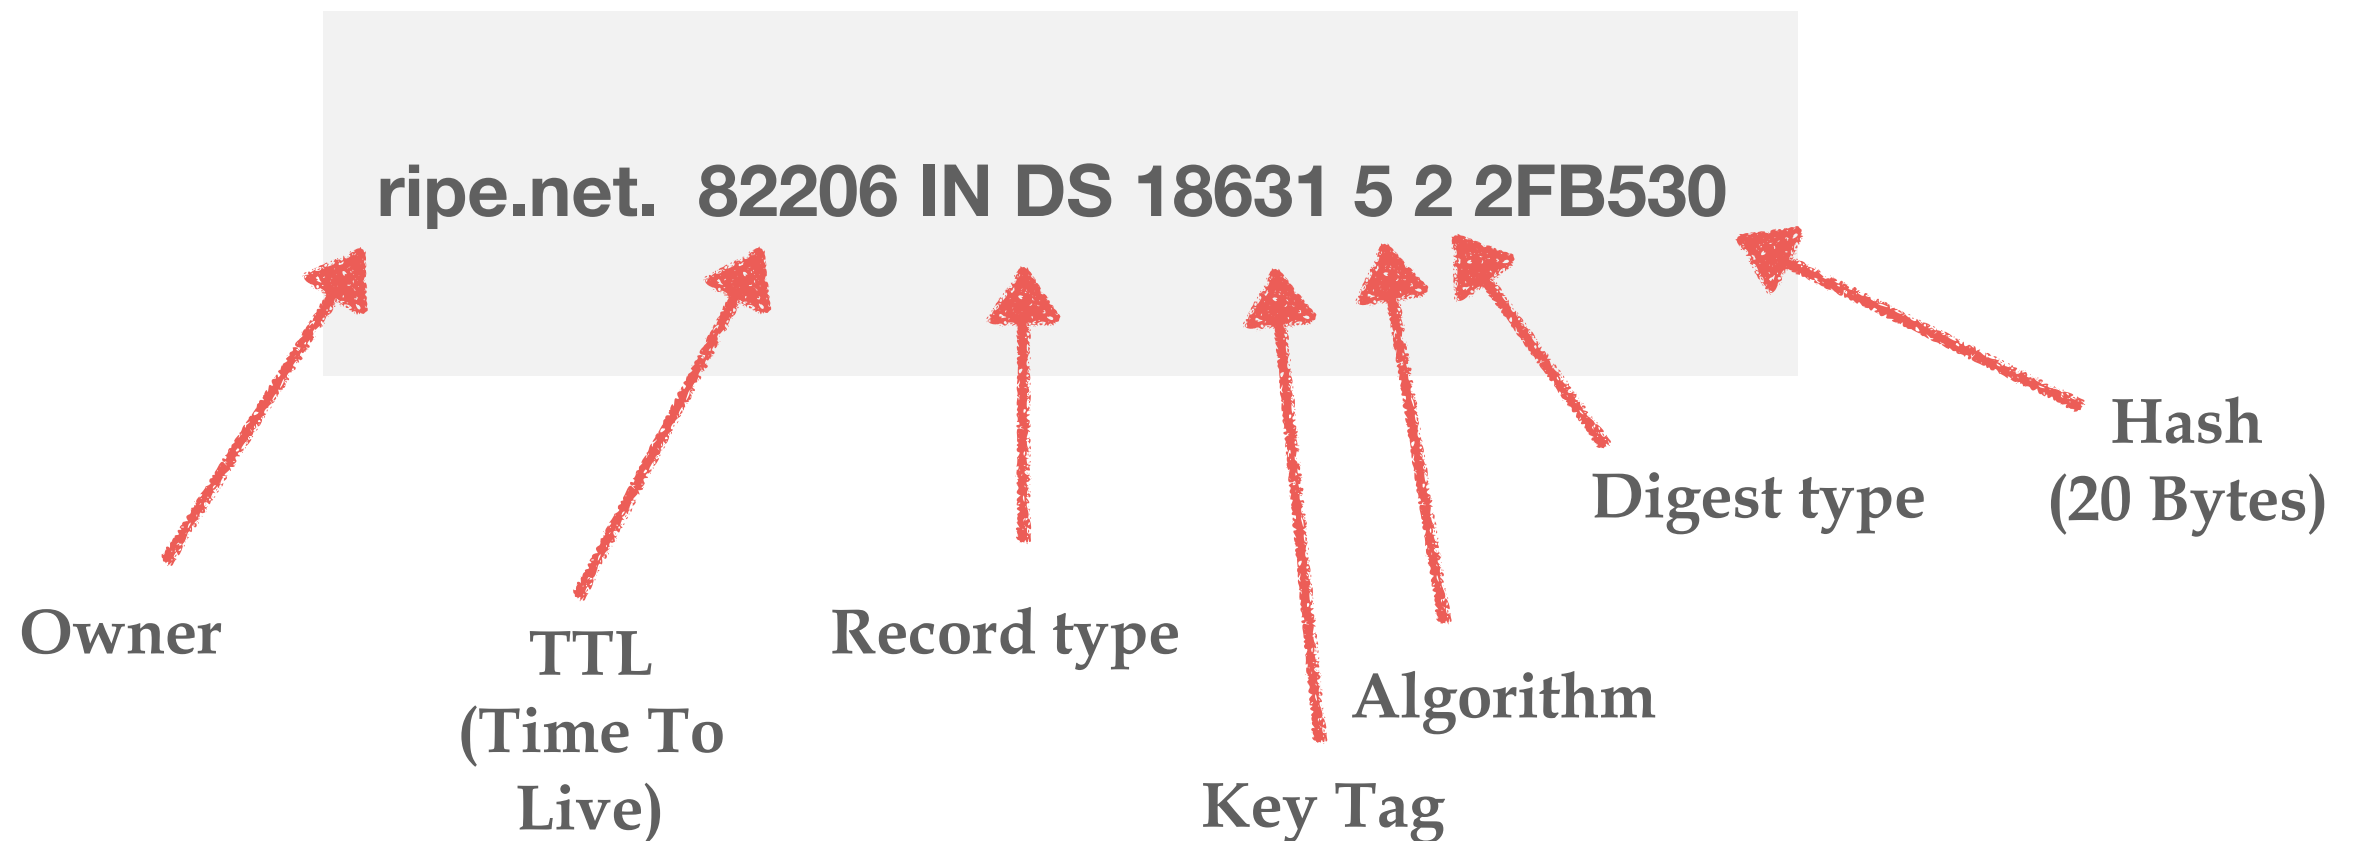 ripe.net. 82206 IN DS 18631 5 2 2FB530
Owner
TTL
(Time To
Live)
Record type
Key Tag
Algorithm
Digest type
Hash
(20 Bytes)